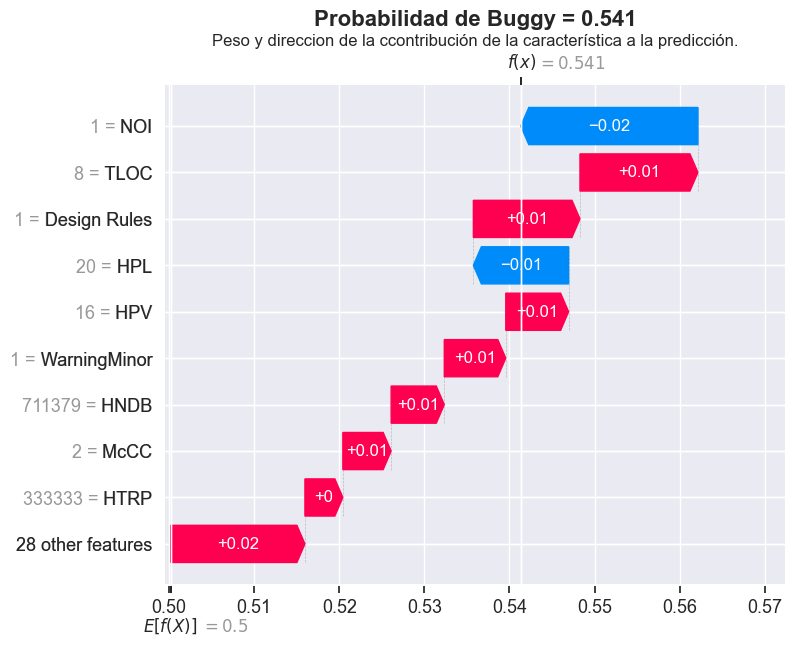 Probabilidad de Buggy = 0.541
Peso y direccion de la ccontribución de la característica a la predicción.
f(x) = 0.541
1 = NOI
−0.02
8 = TLOC
+0.01
1 = Design Rules
+0.01
20 = HPL
−0.01
16 = HPV
+0.01
1 = WarningMinor
+0.01
711379 = HNDB
+0.01
2 = McCC
+0.01
333333 = HTRP
+0
28 other features
+0.02
0.50 0.51 0.52 0.53 0.54 0.55 0.56 0.57
E[f(X)] = 0.5